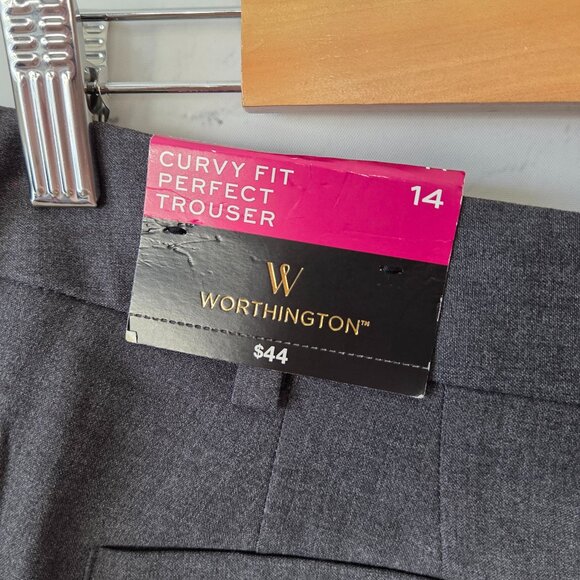 CURVY FIT
PERFECT
TROUSER
14
W
WORTHINGTON™
$44